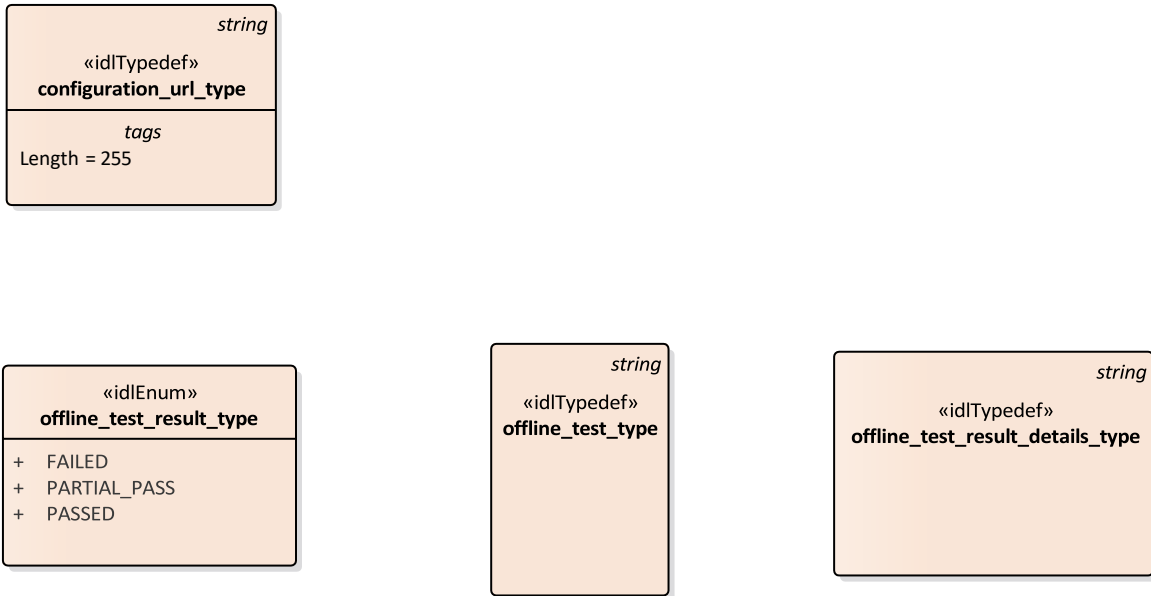 string
«idlTypedef»
configuration_url_type
tags
Length = 255
«idlEnum»
offline_test_result_type
+ FAILED
+ PARTIAL_PASS
+ PASSED
string
«idlTypedef»
offline_test_type
string
«idlTypedef»
offline_test_result_details_type